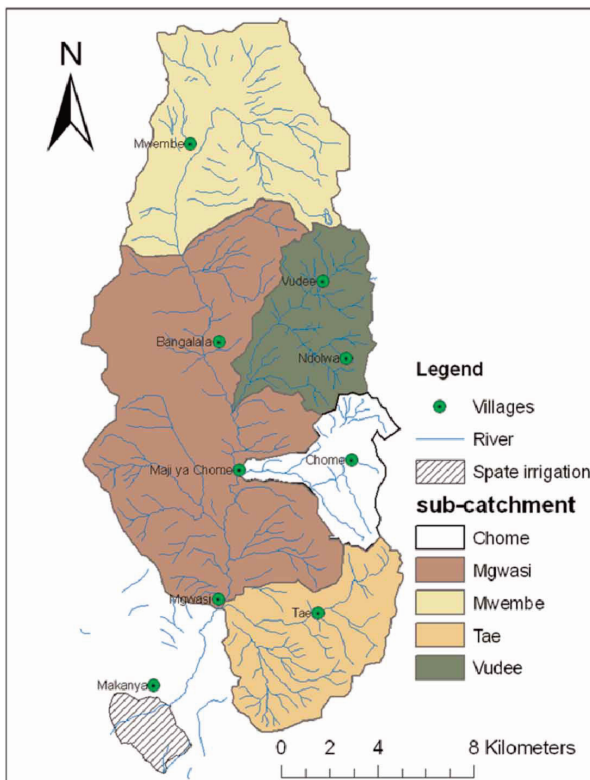 N
Mwembe
Vudee
Bangalala
Ndolwa
Maji ya Chome
Chome
Mgwasi
Tae
Makanya
Legend
Villages
River
Spate irrigation
sub-catchment
Chome
Mgwasi
Mwembe
Tae
Vudee
0 2 4 8 Kilometers